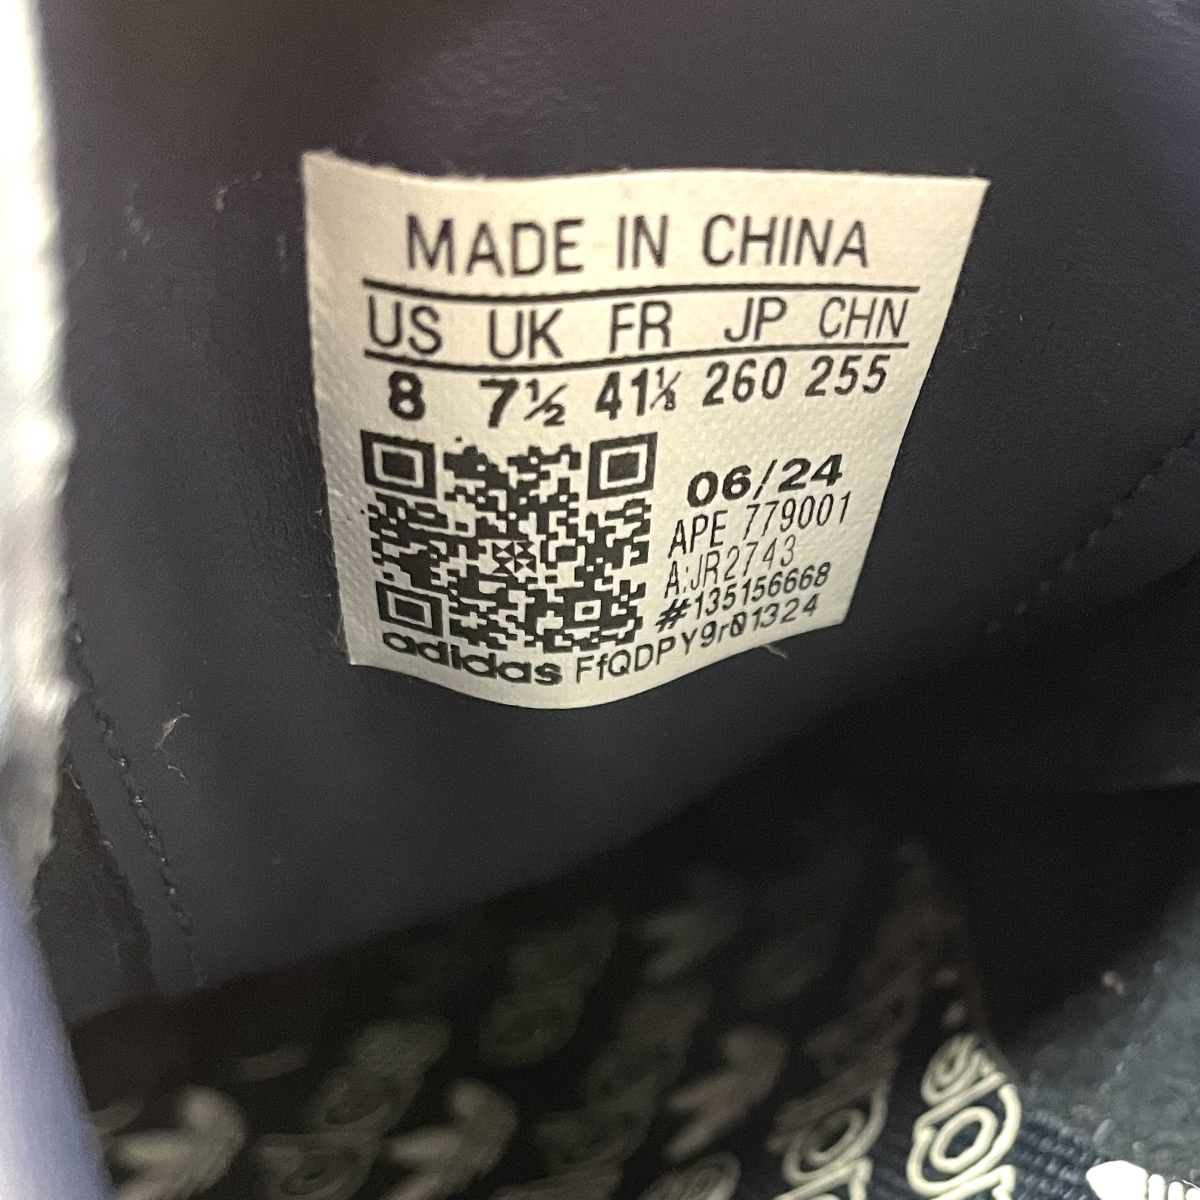 MADE IN CHINA
US UK FR JP CHN
8 7½ 41⅓ 260 255
06/24
APE 779001
A:JR2743
#135156668
adidas FfQDPY9r01324